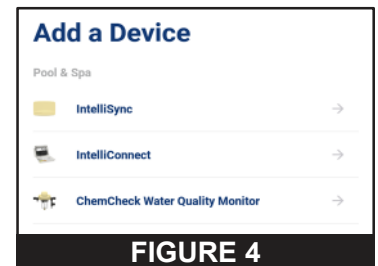 Add a Device
Pool & Spa
IntelliSync
IntelliConnect
ChemCheck Water Quality Monitor
FIGURE 4